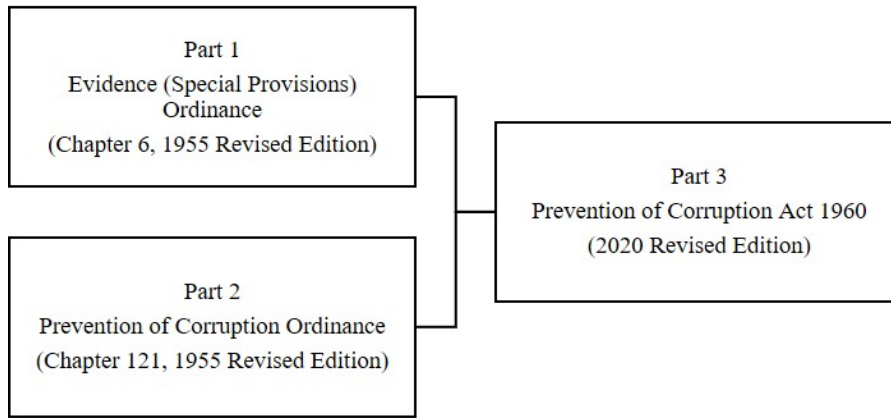 Part 1
Evidence (Special Provisions)
Ordinance
(Chapter 6, 1955 Revised Edition)
Part 2
Prevention of Corruption Ordinance
(Chapter 121, 1955 Revised Edition)
Part 3
Prevention of Corruption Act 1960
(2020 Revised Edition)